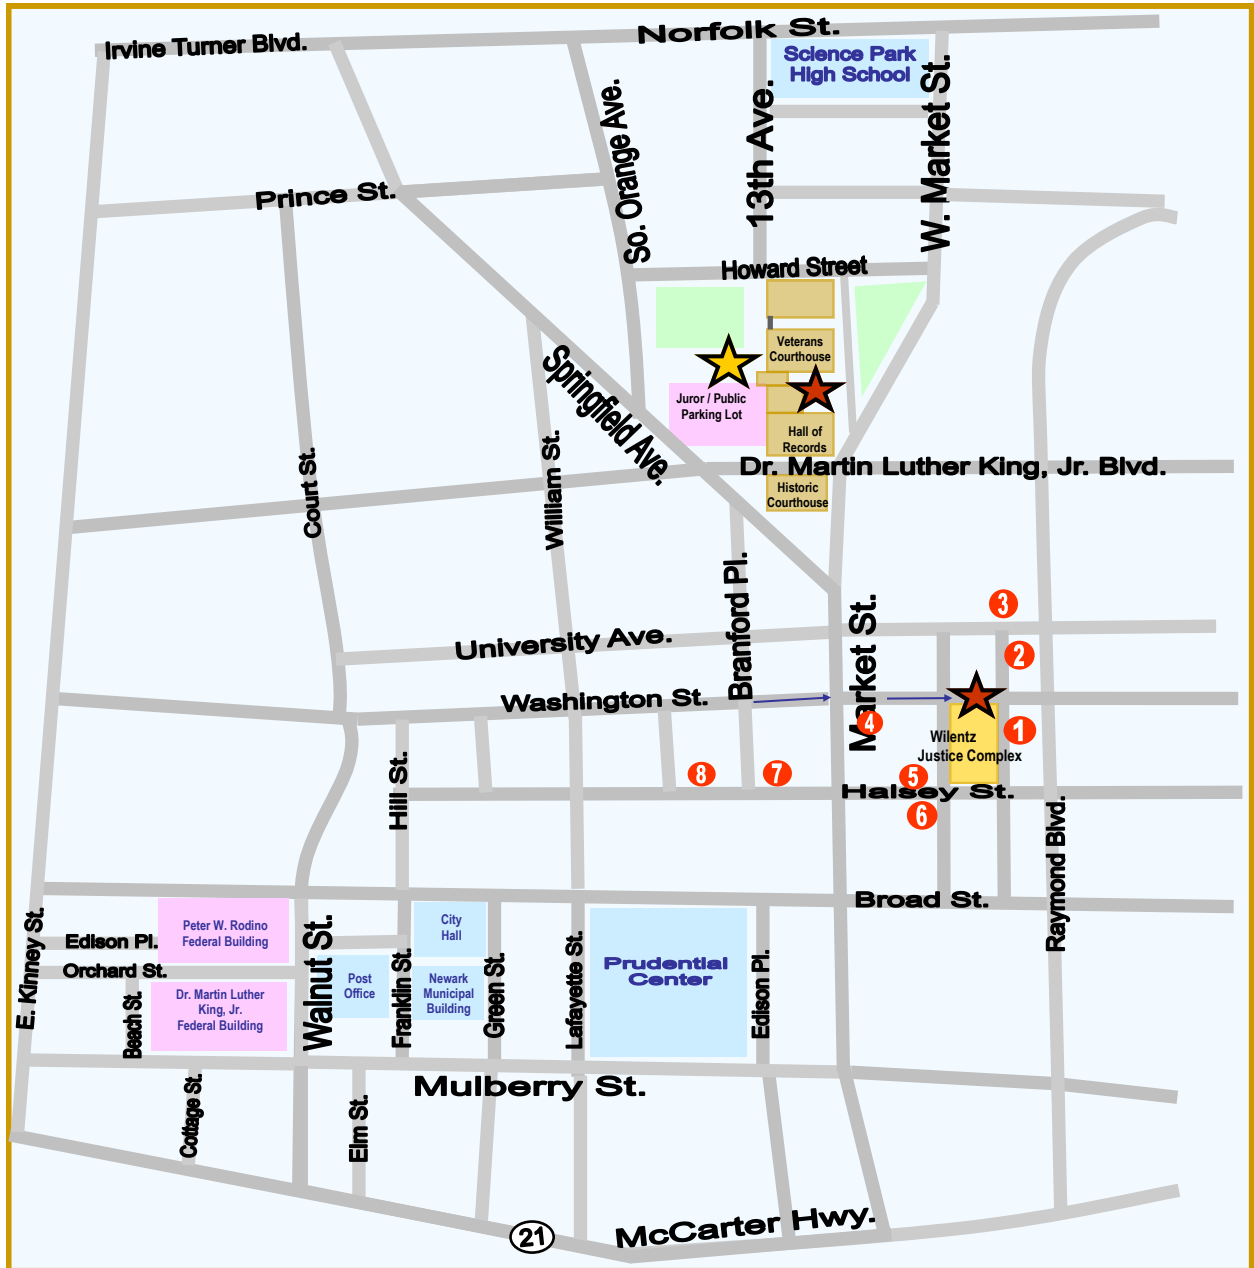 Norfolk St.
Irvine Turner Blvd.
Science Park
High School
W. Market St.
So. Orange Ave.
13th Ave.
Prince St.
Howard Street
Veterans
Courthouse
Springfield Ave.
Juror / Public
Parking Lot
Hall of
Records
Dr. Martin Luther King, Jr. Blvd.
Historic
Courthouse
Court St.
William St.
Branford Pl.
Market St.
3
University Ave.
2
Washington St.
4
1
Wilentz
Justice Complex
Hill St.
8
7
5
Halsey St.
6
Raymond Blvd.
Broad St.
E. Kinney St.
Peter W. Rodino
Federal Building
City
Hall
Edison Pl.
Orchard St.
Walnut St.
Post
Office
Franklin St.
Newark
Municipal
Building
Green St.
Lafayette St.
Prudential
Center
Edison Pl.
Beach St.
Dr. Martin Luther
King, Jr.
Federal Building
Mulberry St.
Cottage St.
Elm St.
21
McCarter Hwy.